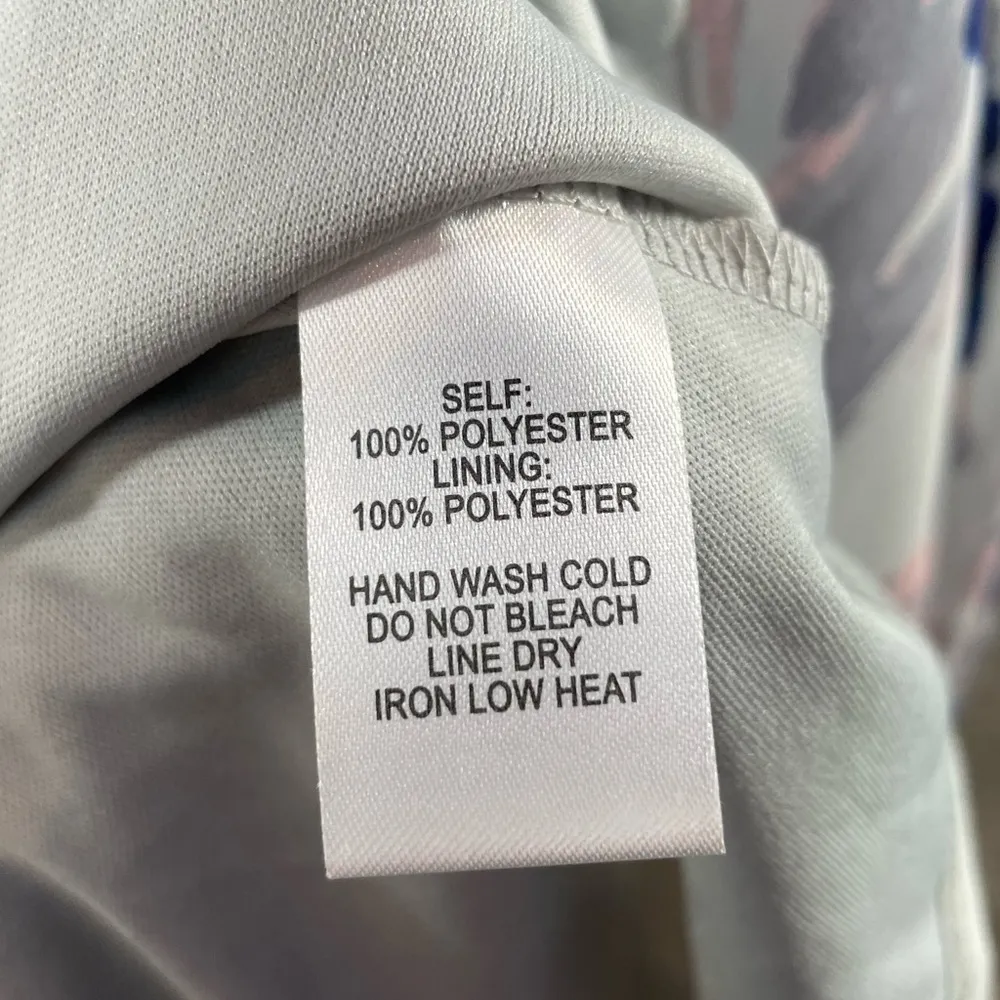 SELF:
100% POLYESTER
LINING:
100% POLYESTER
HAND WASH COLD
DO NOT BLEACH
LINE DRY
IRON LOW HEAT